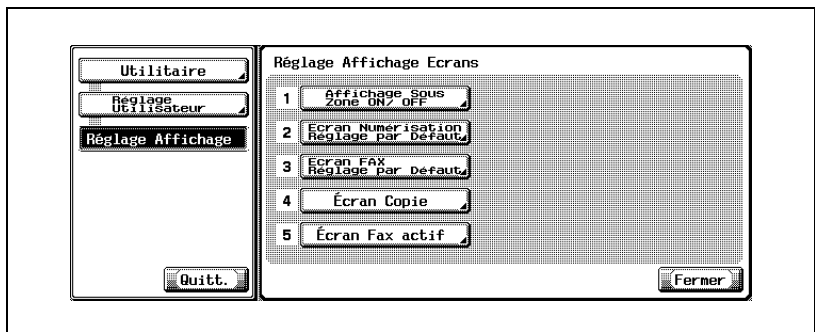 Utilitaire
Réglage
Utilisateur
Réglage Affichage
Quitt.
Réglage Affichage Ecrans
1 Affichage Sous
Zone ON/ OFF
2 Ecran Numérisation
Réglage par Défaut
3 Ecran FAX
Réglage par Défaut
4 Écran Copie
5 Écran Fax actif
Fermer